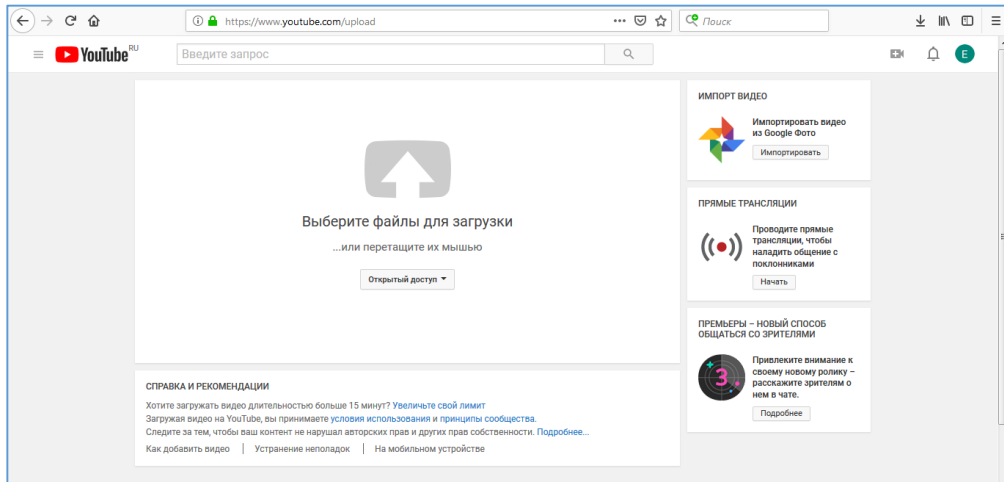 https://www.youtube.com/upload
Поиск
YouTube RU
Введите запрос
E
Выберите файлы для загрузки
...или перетащите их мышью
Открытый доступ
СПРАВКА И РЕКОМЕНДАЦИИ
Хотите загружать видео длительностью больше 15 минут? Увеличьте свой лимит
Загружая видео на YouTube, вы принимаете условия использования и принципы сообщества.
Следите за тем, чтобы ваш контент не нарушал авторских прав и других прав собственности. Подробнее...
Как добавить видео | Устранение неполадок | На мобильном устройстве
ИМПОРТ ВИДЕО
Импортировать видео
из Google Фото
Импортировать
ПРЯМЫЕ ТРАНСЛЯЦИИ
Проводите прямые
трансляции, чтобы
наладить общение с
поклонниками
Начать
ПРЕМЬЕРЫ – НОВЫЙ СПОСОБ
ОБЩАТЬСЯ СО ЗРИТЕЛЯМИ
3
Привлеките внимание к
своему новому ролику –
расскажите зрителям о
нем в чате.
Подробнее